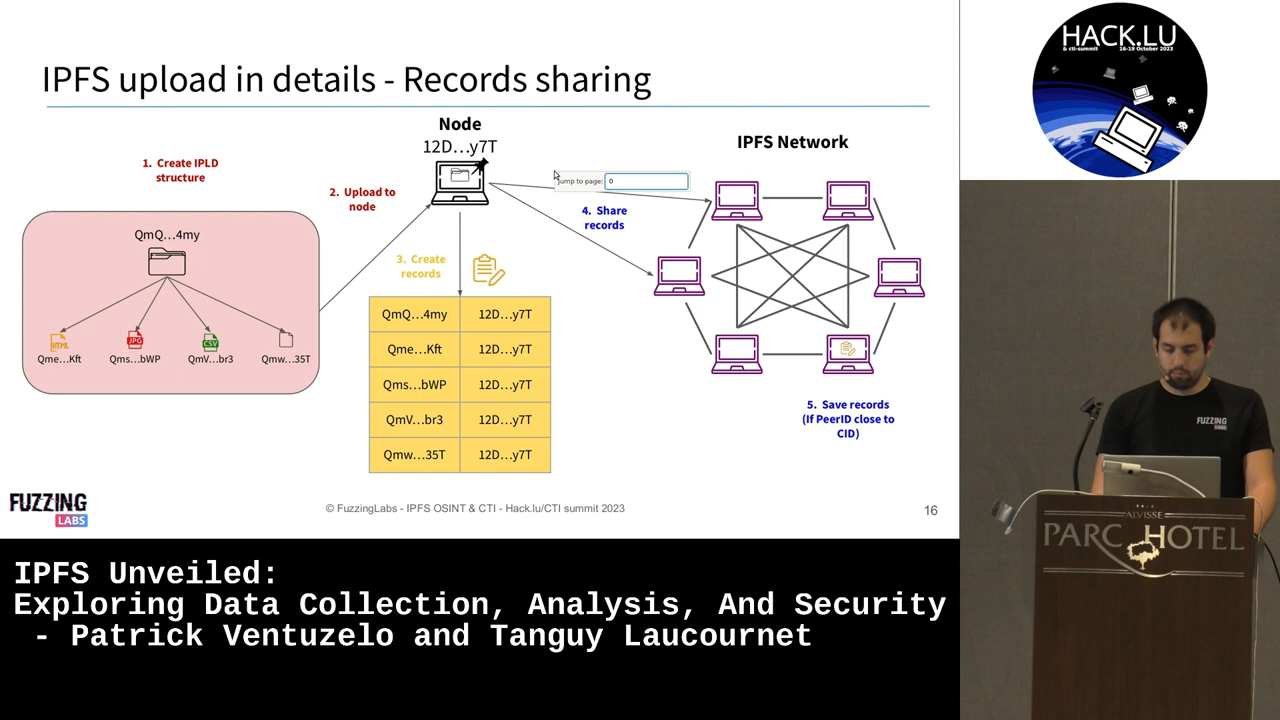 IPFS upload in details - Records sharing
1. Create IPLD
structure
QmQ...4my
Qme...Kft
Qms...bWP
QmV...br3
Qmw...35T
HTML
JPG
CSV
2. Upload to
node
Node
12D...y7T
3. Create
records
QmQ...4my 12D...y7T
Qme...Kft 12D...y7T
Qms...bWP 12D...y7T
QmV...br3 12D...y7T
Qmw...35T 12D...y7T
Jump to page: 0
4. Share
records
IPFS Network
5. Save records
(If PeerID close to
CID)
FUZZING
LABS
© FuzzingLabs - IPFS OSINT & CTI - Hack.lu/CTI summit 2023
16
HACK.LU
& cti-summit 16-19 October 2023
FUZZING
LABS
ALVISSE
PARC HOTEL
IPFS Unveiled:
Exploring Data Collection, Analysis, And Security
- Patrick Ventuzelo and Tanguy Laucournet